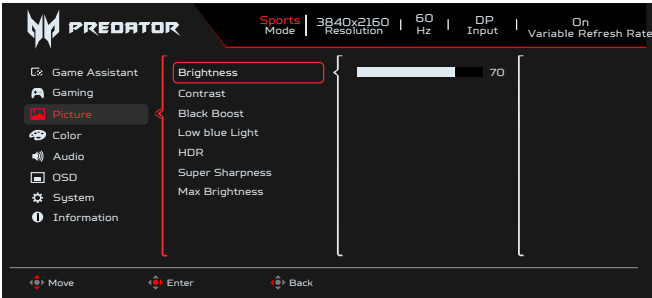 PREDATOR
Sports Mode 3840x2160 Resolution 60 Hz DP Input On Variable Refresh Rate
Game Assistant
Gaming
Picture
Color
Audio
OSD
System
Information
Brightness
Contrast
Black Boost
Low blue Light
HDR
Super Sharpness
Max Brightness
70
Move Enter Back